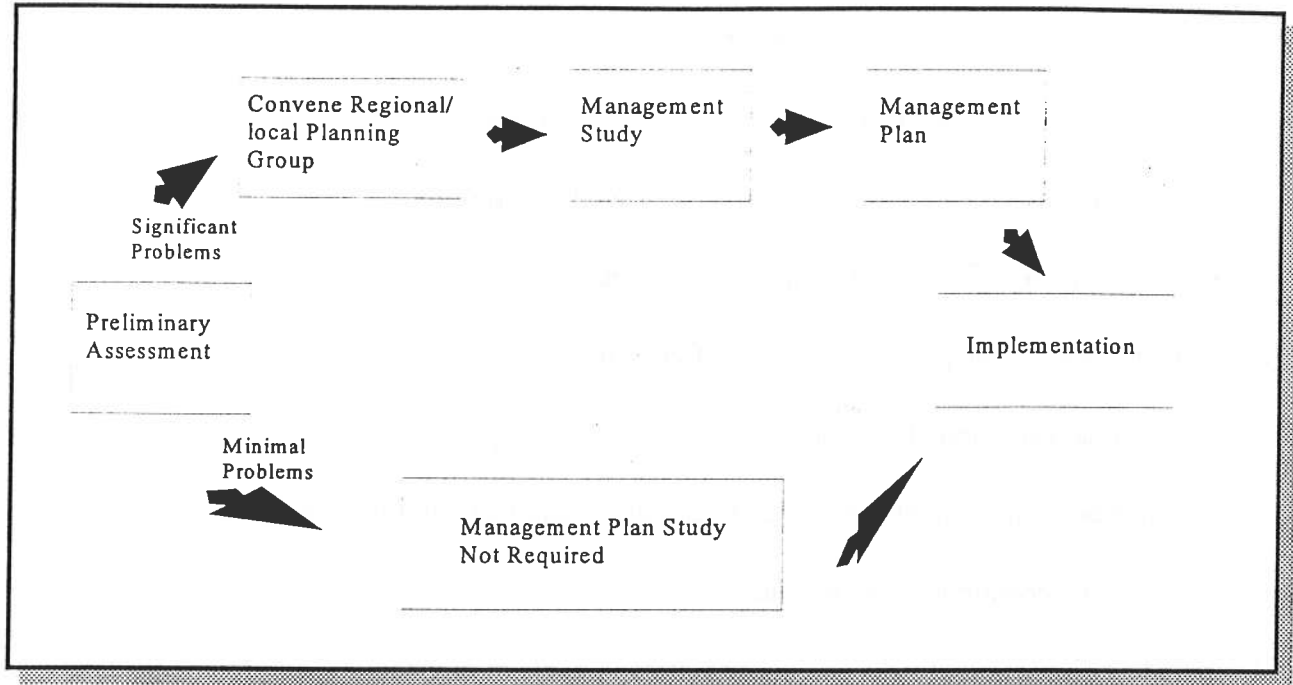 Convene Regional/
local Planning
Group
Management
Study
Management
Plan
Significant
Problems
Preliminary
Assessment
Implementation
Minimal
Problems
Management Plan Study
Not Required